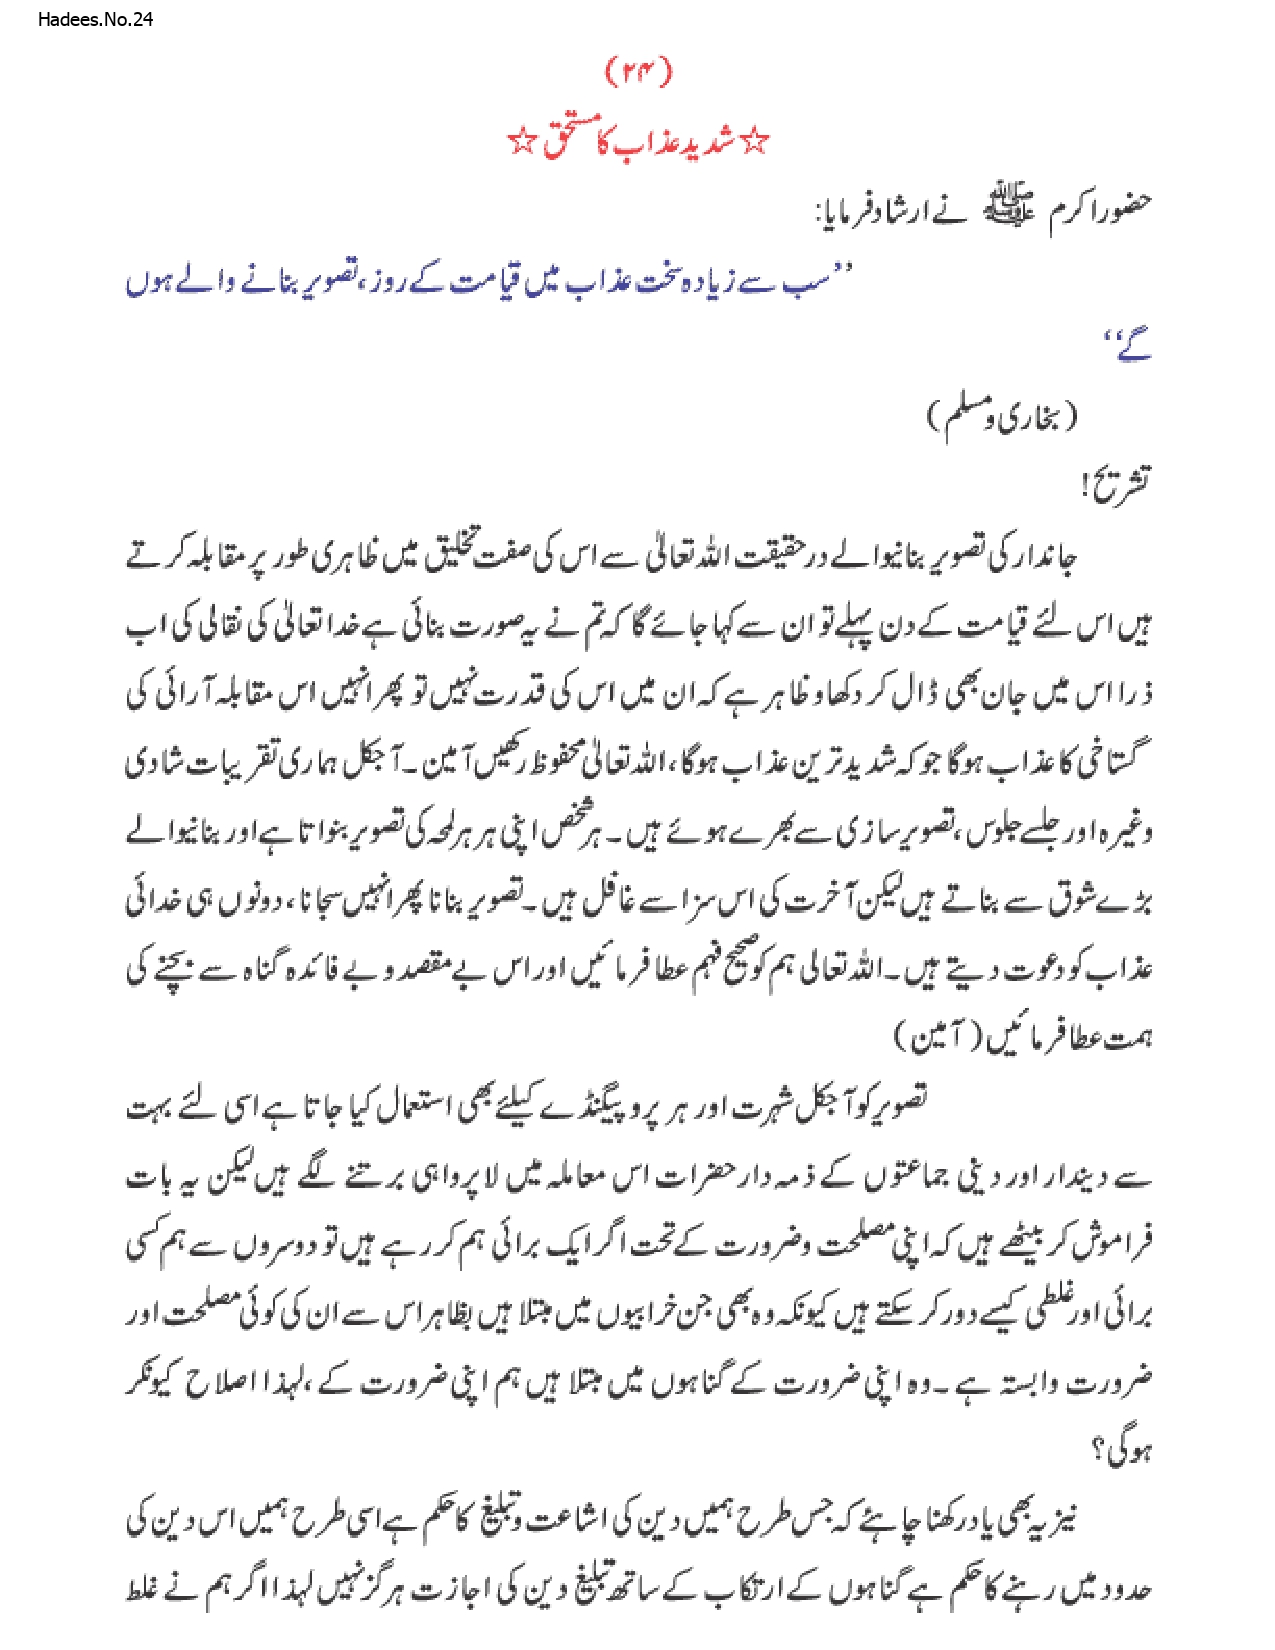 Hadees.No.24
(۲۴)
☆ شدید عذاب کا مستحق ☆
حضور اکرم ﷺ نے ارشاد فرمایا:
’’سب سے زیادہ سخت عذاب میں قیامت کے روز، تصویر بنانے والے ہوں
گے‘‘
(بخاری و مسلم)
تشریح!
جاندار کی تصویر بنانیوالے درحقیقت اللہ تعالیٰ سے اس کی صفت تخلیق میں ظاہری طور پر مقابلہ کرتے
ہیں اس لئے قیامت کے دن پہلے تو ان سے کہا جائے گا کہ تم نے یہ صورت بنائی ہے خدا تعالیٰ کی نقالی کی اب
ذرا اس میں جان بھی ڈال کر دکھاو ظاہر ہے کہ ان میں اس کی قدرت نہیں تو پھر انہیں اس مقابلہ آرائی کی
گستاخی کا عذاب ہوگا جو کہ شدید ترین عذاب ہوگا، اللہ تعالیٰ محفوظ رکھیں آمین۔ آجکل ہماری تقریبات شادی
وغیرہ اور جلسے جلوس، تصویر سازی سے بھرے ہوئے ہیں۔ ہر شخص اپنی ہر ہر لمحہ کی تصویر بنواتا ہے اور بنانیوالے
بڑے شوق سے بناتے ہیں لیکن آخرت کی اس سزا سے غافل ہیں۔ تصویر بنانا پھر انہیں سجانا، دونوں ہی خدائی
عذاب کو دعوت دیتے ہیں۔ اللہ تعالی ہم کو صحیح فہم عطا فرمائیں اور اس بے مقصد و بے فائدہ گناہ سے بچنے کی
ہمت عطا فرمائیں (آمین)
تصویر کو آجکل شہرت اور ہر پروپیگنڈے کیلئے بھی استعمال کیا جاتا ہے اسی لئے بہت
سے دیندار اور دینی جماعتوں کے ذمہ دار حضرات اس معاملہ میں لاپرواہی برتنے لگے ہیں لیکن یہ بات
فراموش کر بیٹھے ہیں کہ اپنی مصلحت و ضرورت کے تحت اگر ایک برائی ہم کر رہے ہیں تو دوسروں سے ہم کسی
برائی اور غلطی کیسے دور کر سکتے ہیں کیونکہ وہ بھی جن خرابیوں میں مبتلا ہیں بظاہر اس سے ان کی کوئی مصلحت اور
ضرورت وابستہ ہے۔ وہ اپنی ضرورت کے گناہوں میں مبتلا ہیں ہم اپنی ضرورت کے، لہذا اصلاح کیونکر
ہوگی؟
نیز یہ بھی یاد رکھنا چاہئے کہ جس طرح ہمیں دین کی اشاعت و تبلیغ کا حکم ہے اسی طرح ہمیں اس دین کی
حدود میں رہنے کا حکم ہے گناہوں کے ارتکاب کے ساتھ تبلیغ دین کی اجازت ہرگز نہیں لہذا اگر ہم نے غلط